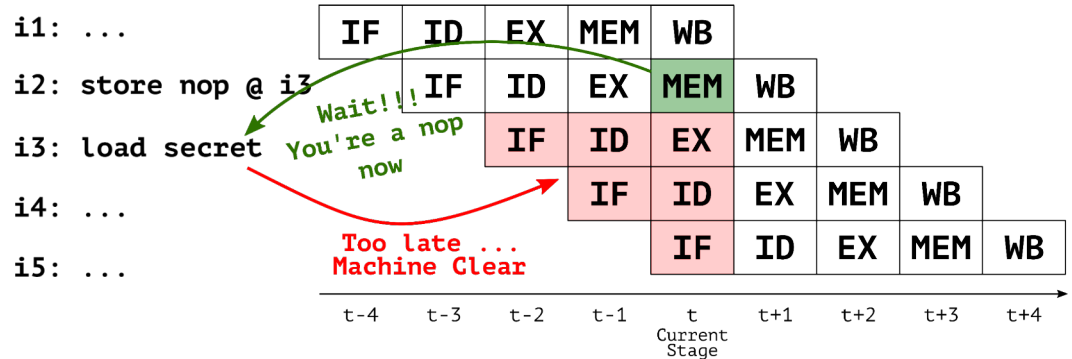 i1: ... IF ID EX MEM WB
i2: store nop @ i3 IF ID EX MEM WB
Wait!!!
You're a nop
now
i3: load secret IF ID EX MEM WB
i4: ... IF ID EX MEM WB
Too late ...
Machine Clear
i5: ... IF ID EX MEM WB
t-4 t-3 t-2 t-1 t t+1 t+2 t+3 t+4
Current
Stage